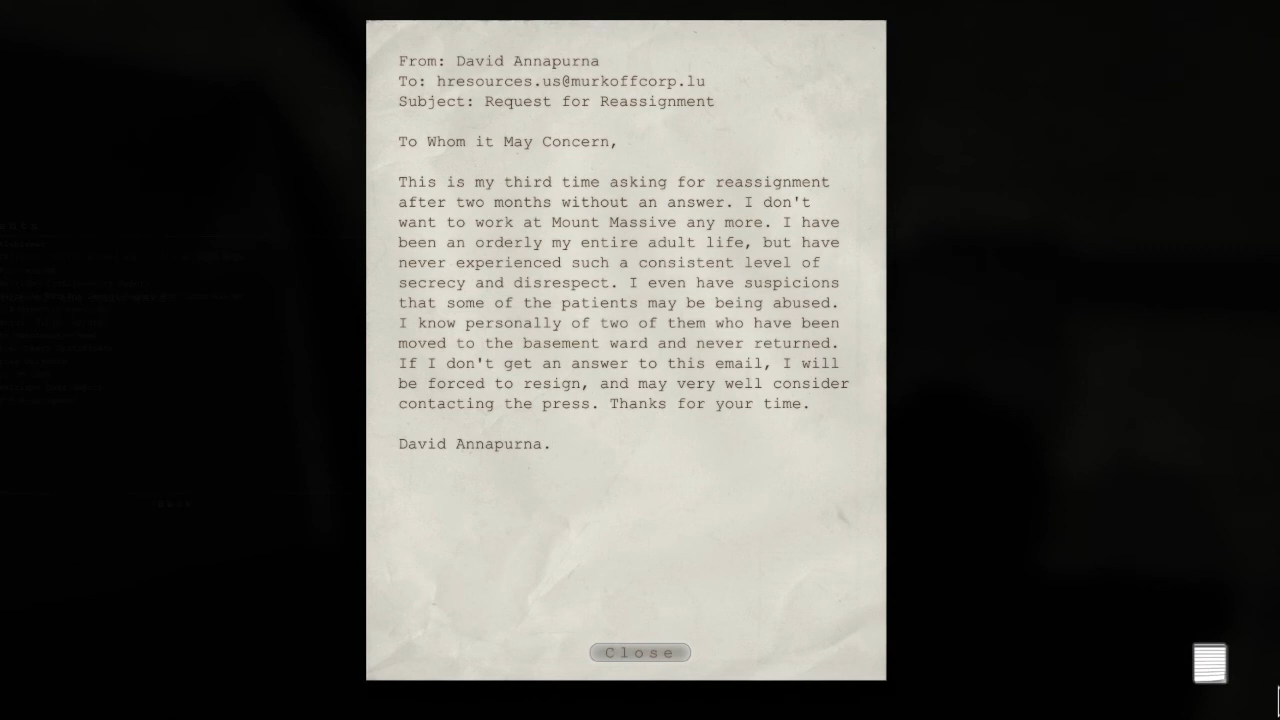 From: David Annapurna
To: hresources.us@murkoffcorp.lu
Subject: Request for Reassignment
To Whom it May Concern,
This is my third time asking for reassignment
after two months without an answer. I don't
want to work at Mount Massive any more. I have
been an orderly my entire adult life, but have
never experienced such a consistent level of
secrecy and disrespect. I even have suspicions
that some of the patients may be being abused.
I know personally of two of them who have been
moved to the basement ward and never returned.
If I don't get an answer to this email, I will
be forced to resign, and may very well consider
contacting the press. Thanks for your time.
David Annapurna.
Close